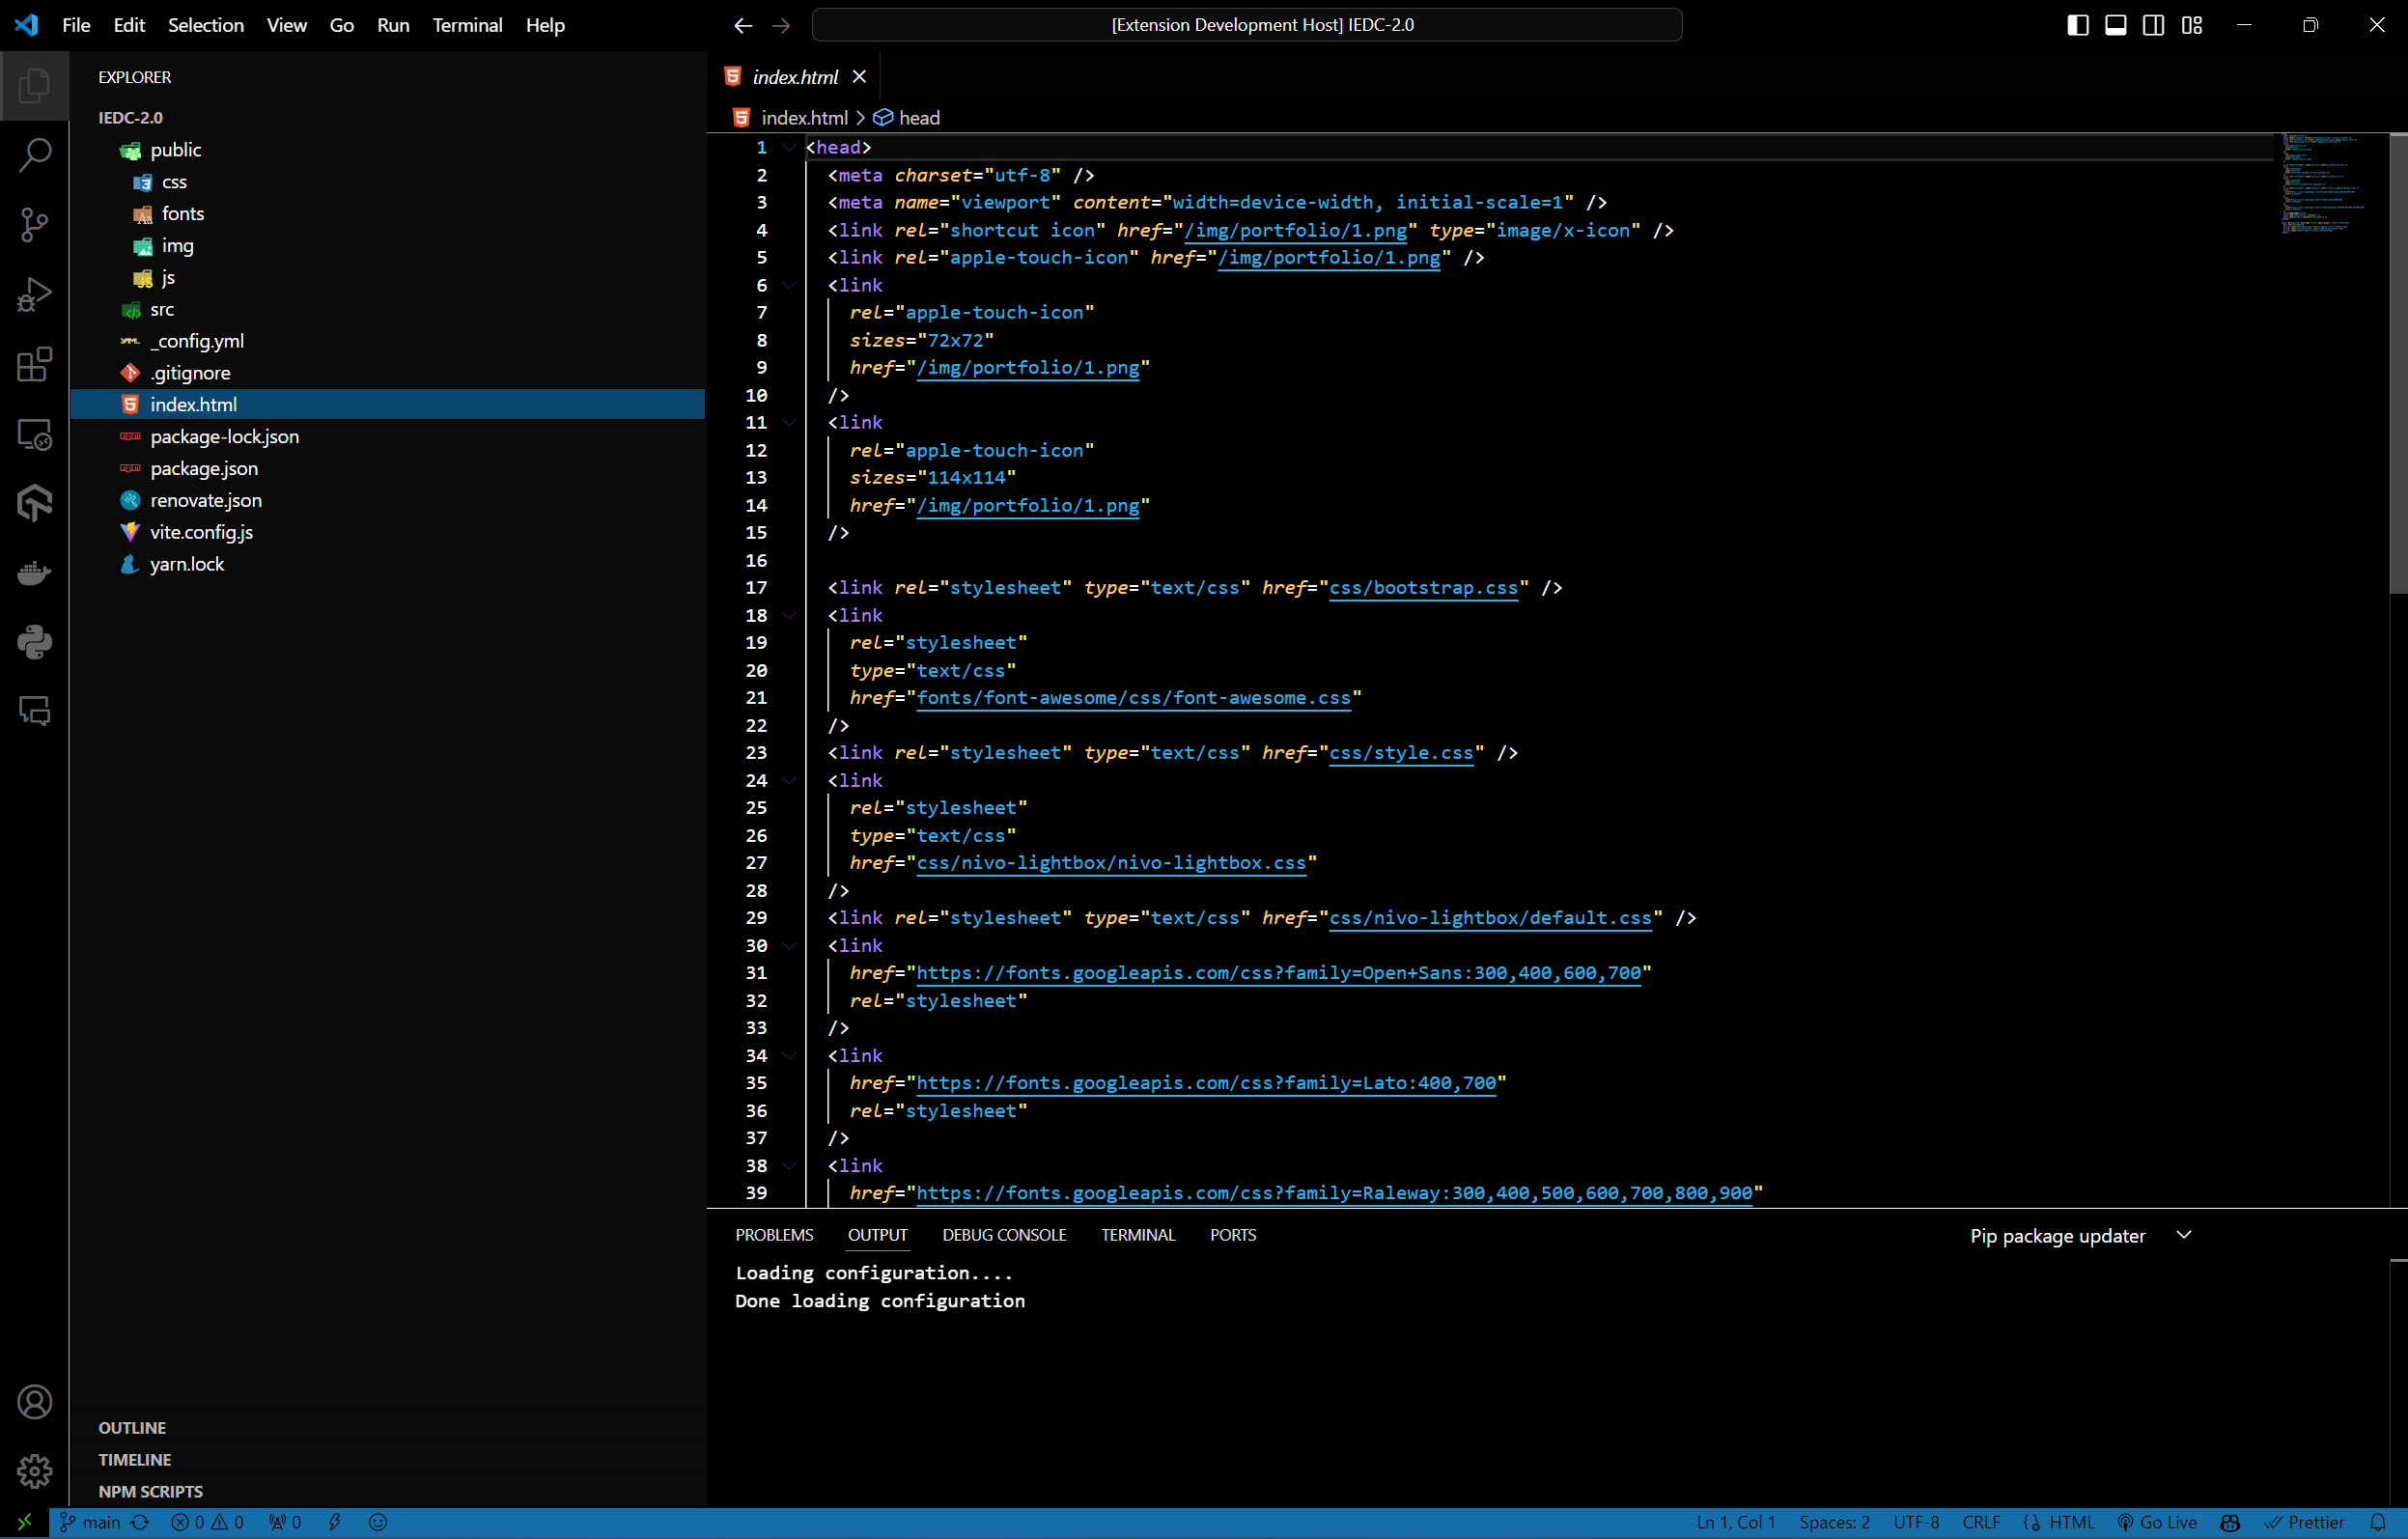 File Edit Selection View Go Run Terminal Help
[Extension Development Host] IEDC-2.0
EXPLORER
IEDC-2.0
public
css
fonts
img
js
src
_config.yml
.gitignore
index.html
package-lock.json
package.json
renovate.json
vite.config.js
yarn.lock
OUTLINE
TIMELINE
NPM SCRIPTS
index.html
index.html > head
1 <head>
2 <meta charset="utf-8" />
3 <meta name="viewport" content="width=device-width, initial-scale=1" />
4 <link rel="shortcut icon" href="/img/portfolio/1.png" type="image/x-icon" />
5 <link rel="apple-touch-icon" href="/img/portfolio/1.png" />
6 <link
7 rel="apple-touch-icon"
8 sizes="72x72"
9 href="/img/portfolio/1.png"
10 />
11 <link
12 rel="apple-touch-icon"
13 sizes="114x114"
14 href="/img/portfolio/1.png"
15 />
16
17 <link rel="stylesheet" type="text/css" href="css/bootstrap.css" />
18 <link
19 rel="stylesheet"
20 type="text/css"
21 href="fonts/font-awesome/css/font-awesome.css"
22 />
23 <link rel="stylesheet" type="text/css" href="css/style.css" />
24 <link
25 rel="stylesheet"
26 type="text/css"
27 href="css/nivo-lightbox/nivo-lightbox.css"
28 />
29 <link rel="stylesheet" type="text/css" href="css/nivo-lightbox/default.css" />
30 <link
31 href="https://fonts.googleapis.com/css?family=Open+Sans:300,400,600,700"
32 rel="stylesheet"
33 />
34 <link
35 href="https://fonts.googleapis.com/css?family=Lato:400,700"
36 rel="stylesheet"
37 />
38 <link
39 href="https://fonts.googleapis.com/css?family=Raleway:300,400,500,600,700,800,900"
PROBLEMS OUTPUT DEBUG CONSOLE TERMINAL PORTS
Pip package updater
Loading configuration....
Done loading configuration
main 0 0 0
Ln 1, Col 1 Spaces: 2 UTF-8 CRLF HTML Go Live Prettier